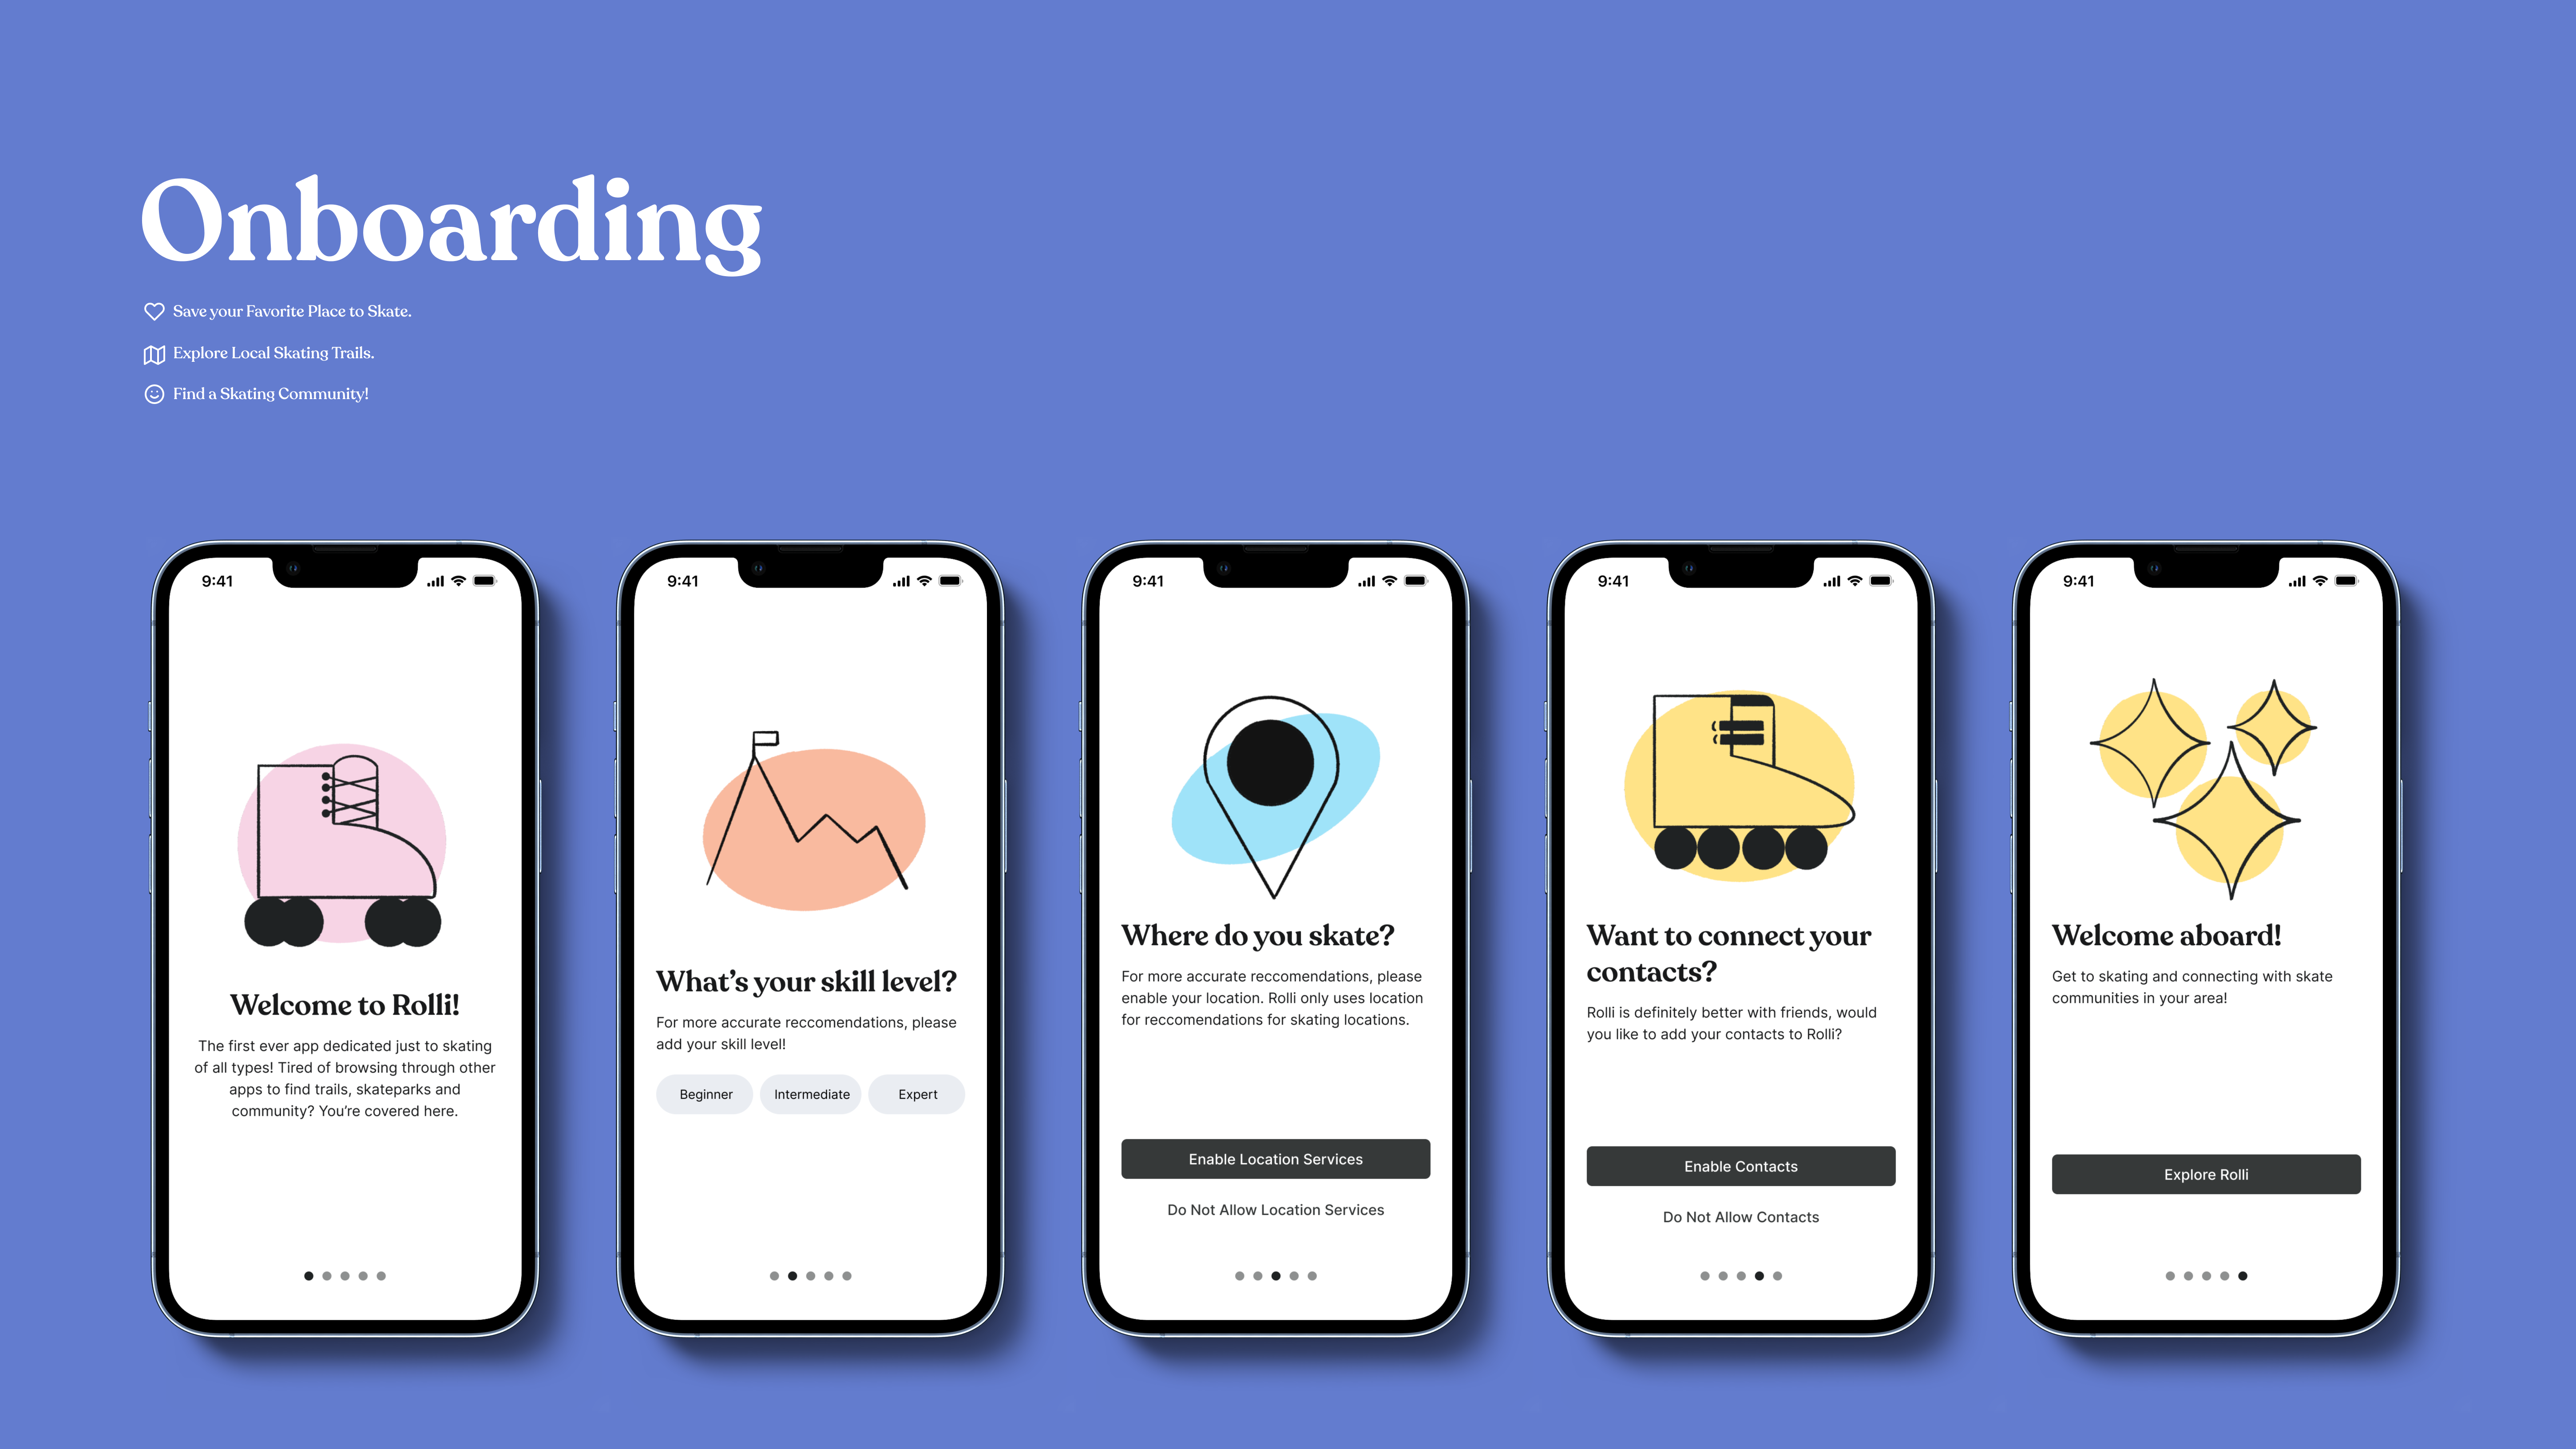 Onboarding
Save your Favorite Place to Skate.
Explore Local Skating Trails.
Find a Skating Community!
9:41
Welcome to Rolli!
The first ever app dedicated just to skating
of all types! Tired of browsing through other
apps to find trails, skateparks and
community? You’re covered here.
9:41
What’s your skill level?
For more accurate reccomendations, please
add your skill level!
Beginner
Intermediate
Expert
9:41
Where do you skate?
For more accurate reccomendations, please
enable your location. Rolli only uses location
for reccomendations for skating locations.
Enable Location Services
Do Not Allow Location Services
9:41
Want to connect your
contacts?
Rolli is definitely better with friends, would
you like to add your contacts to Rolli?
Enable Contacts
Do Not Allow Contacts
9:41
Welcome aboard!
Get to skating and connecting with skate
communities in your area!
Explore Rolli